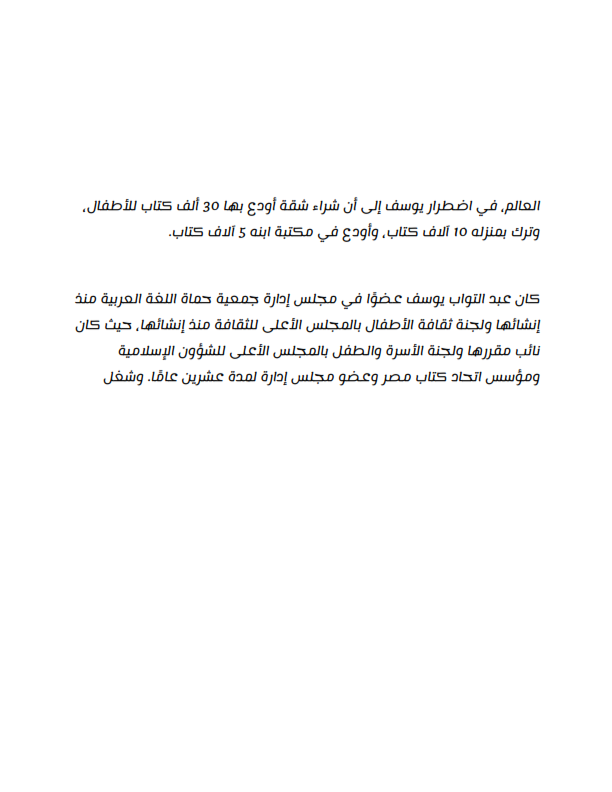 العالم، في اضطرار يوسف إلى أن شراء شقة أودع بها 30 ألف كتاب للأطفال،
وترك بمنزله 10 آلاف كتاب، وأودع في مكتبة ابنه 5 آلاف كتاب.
كان عبد التواب يوسف عضوًا في مجلس إدارة جمعية حماة اللغة العربية منذ
إنشائها ولجنة ثقافة الأطفال بالمجلس الأعلى للثقافة منذ إنشائها، حيث كان
نائب مقررها ولجنة الأسرة والطفل بالمجلس الأعلى للشؤون الإسلامية
ومؤسس اتحاد كتاب مصر وعضو مجلس إدارة لمدة عشرين عامًا. وشغل